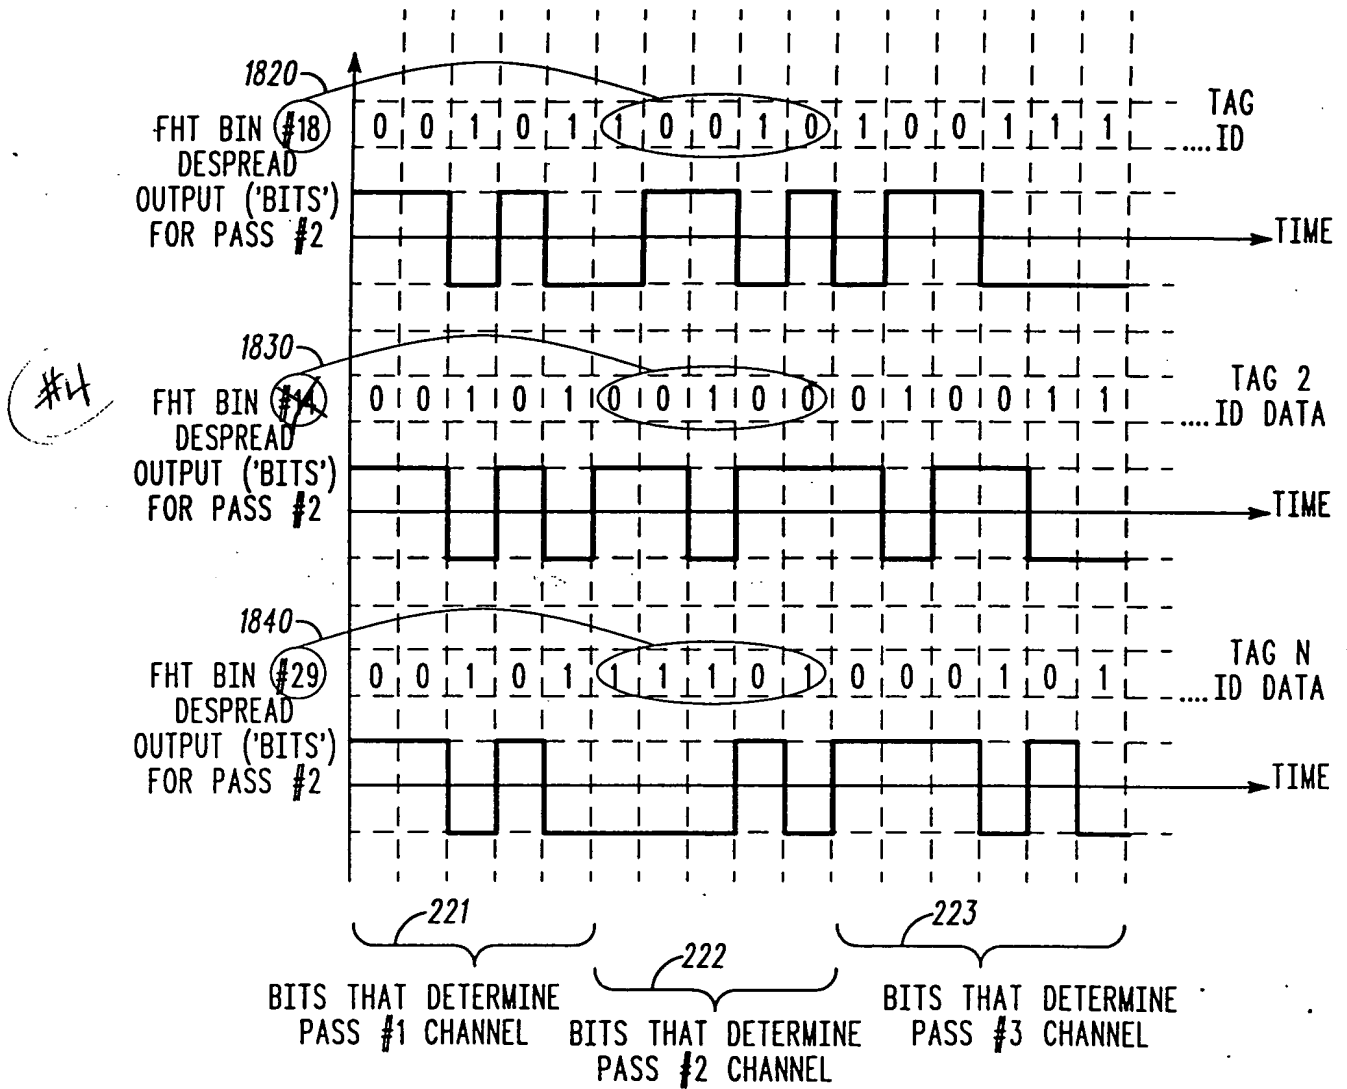 1820
FHT BIN #18
DESPREAD
OUTPUT ('BITS')
FOR PASS #2
0 0 1 0 1 1 0 0 1 0 1 0 0 1 1 1
TAG
....ID
TIME
#4
1830
FHT BIN #14
DESPREAD
OUTPUT ('BITS')
FOR PASS #2
0 0 1 0 1 0 0 1 0 0 0 1 0 0 1 1
TAG 2
....ID DATA
TIME
1840
FHT BIN #29
DESPREAD
OUTPUT ('BITS')
FOR PASS #2
0 0 1 0 1 1 1 1 0 1 0 0 0 1 0 1
TAG N
....ID DATA
TIME
221
BITS THAT DETERMINE
PASS #1 CHANNEL
222
BITS THAT DETERMINE
PASS #2 CHANNEL
223
BITS THAT DETERMINE
PASS #3 CHANNEL